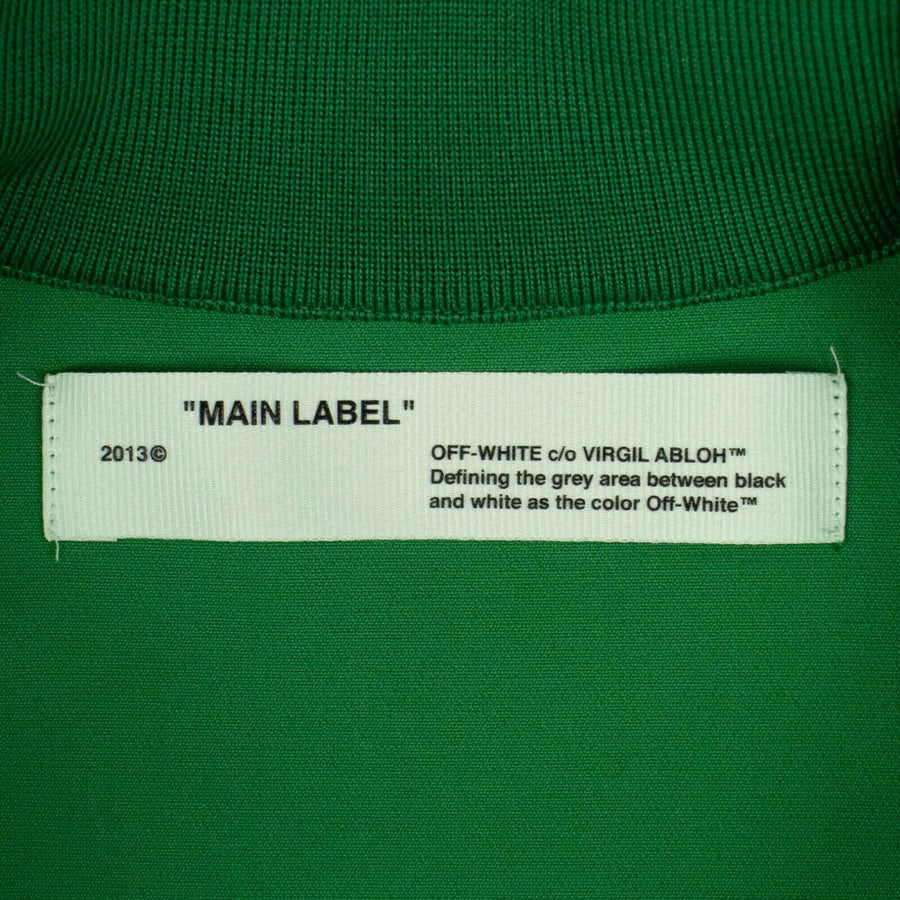 "MAIN LABEL"
2013©
OFF-WHITE c/o VIRGIL ABLOH™
Defining the grey area between black
and white as the color Off-White™